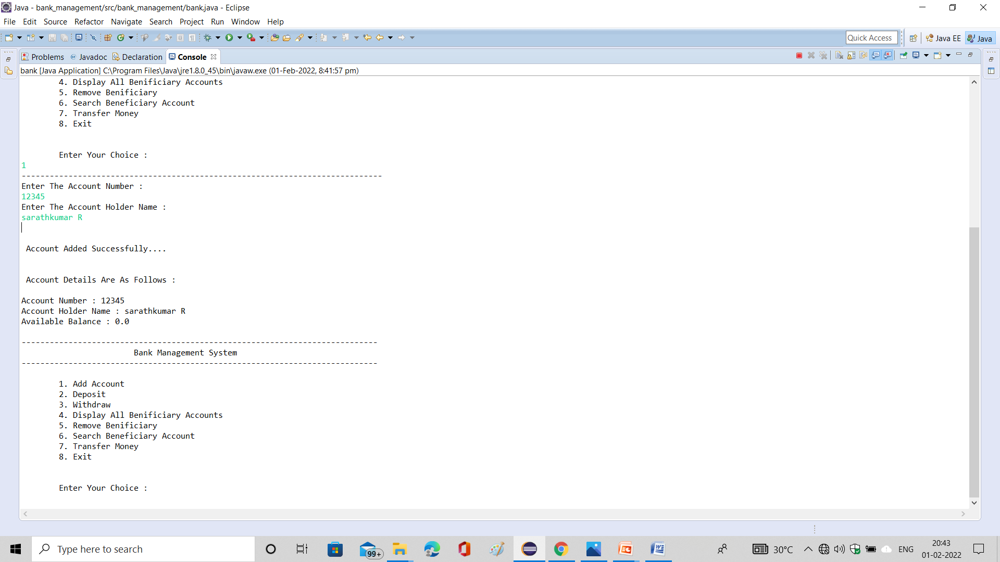 Java - bank_management/src/bank_management/bank.java - Eclipse
File Edit Source Refactor Navigate Search Project Run Window Help
Quick Access Java EE Java
Problems @ Javadoc Declaration Console
bank [Java Application] C:\Program Files\Java\jre1.8.0_45\bin\javaw.exe (01-Feb-2022, 8:41:57 pm)
4. Display All Benificiary Accounts
5. Remove Benificiary
6. Search Beneficiary Account
7. Transfer Money
8. Exit
Enter Your Choice :
1
-----------------------------------------------------------------------------
Enter The Account Number :
12345
Enter The Account Holder Name :
sarathkumar R
Account Added Successfully....
Account Details Are As Follows :
Account Number : 12345
Account Holder Name : sarathkumar R
Available Balance : 0.0
----------------------------------------------------------------------------
Bank Management System
----------------------------------------------------------------------------
1. Add Account
2. Deposit
3. Withdraw
4. Display All Benificiary Accounts
5. Remove Benificiary
6. Search Beneficiary Account
7. Transfer Money
8. Exit
Enter Your Choice :
Type here to search 99+ 30°C ENG 20:43
01-02-2022